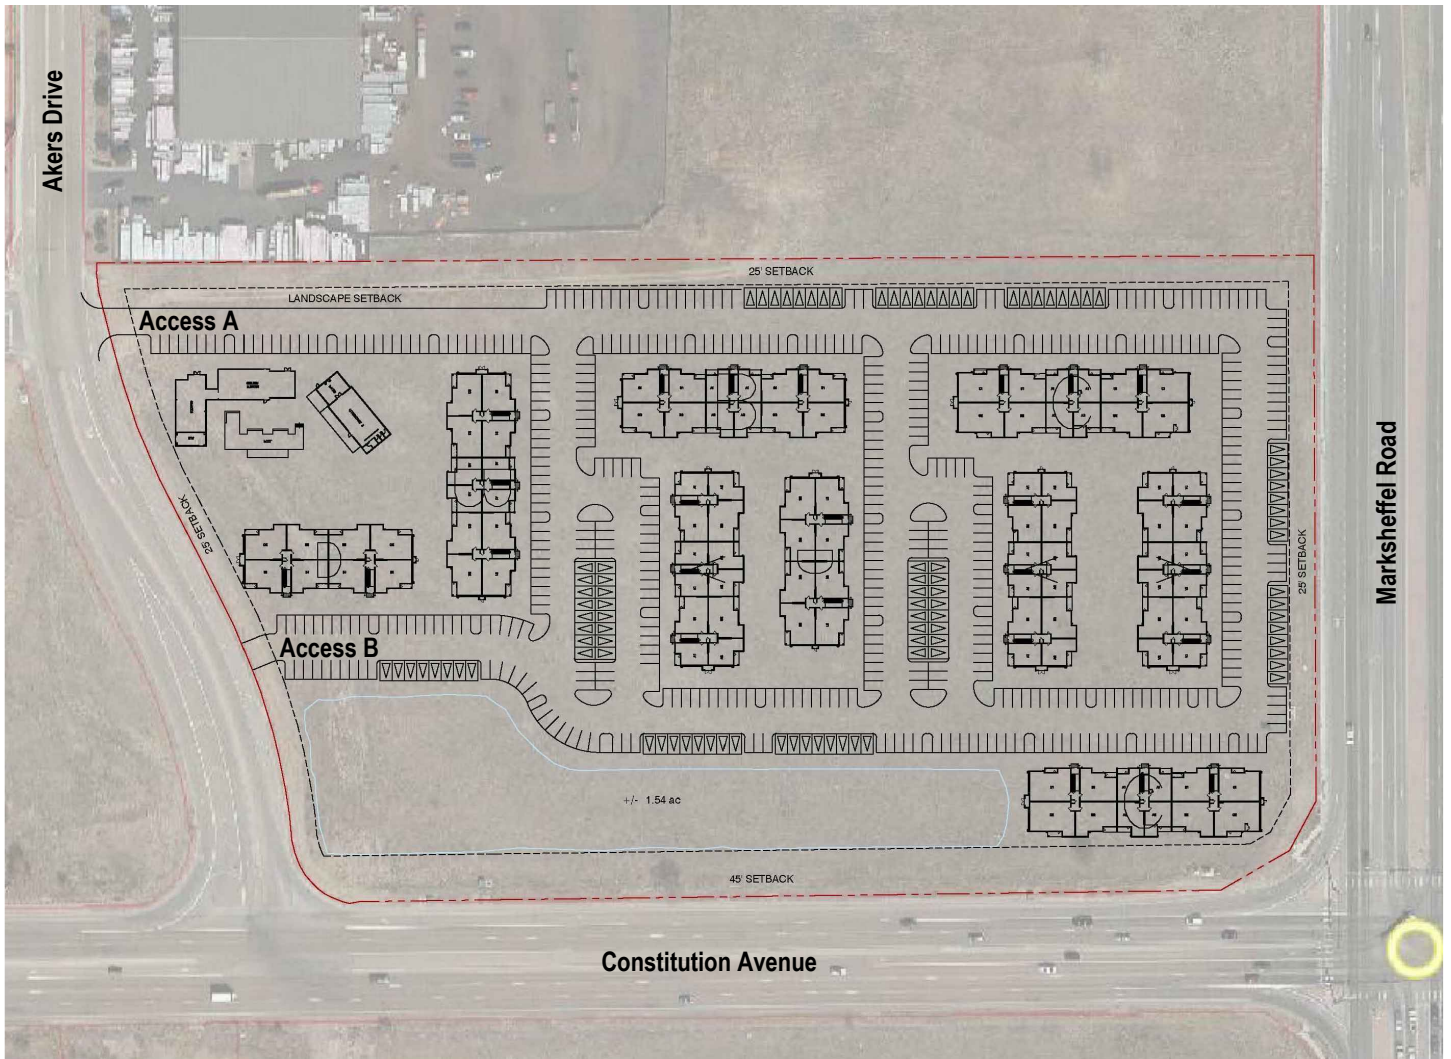 Akers Drive
25' SETBACK
LANDSCAPE SETBACK
Access A
25' SETBACK
25' SETBACK
Marksheffel Road
Access B
+/- 1.54 ac
45' SETBACK
Constitution Avenue